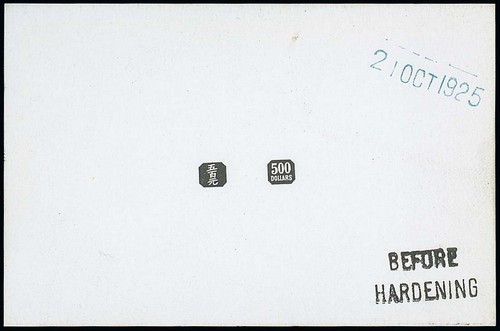 21 OCT 1925
五百元
500
DOLLARS
BEFORE
HARDENING